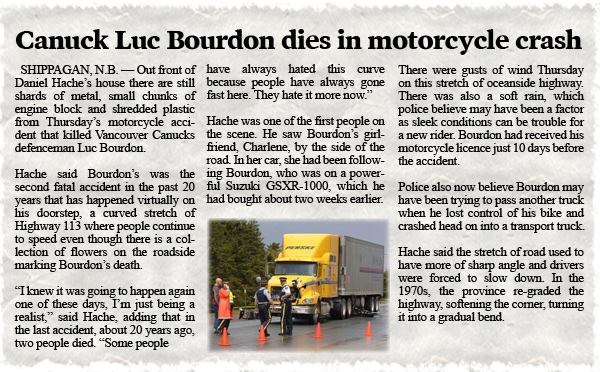 Canuck Luc Bourdon dies in motorcycle crash
SHIPPAGAN, N.B. — Out front of
Daniel Hache's house there are still
shards of metal, small chunks of
engine block and shredded plastic
from Thursday's motorcycle acci-
dent that killed Vancouver Canucks
defenceman Luc Bourdon.
Hache said Bourdon's was the
second fatal accident in the past 20
years that has happened virtually on
his doorstep, a curved stretch of
Highway 113 where people continue
to speed even though there is a col-
lection of flowers on the roadside
marking Bourdon's death.
“I knew it was going to happen again
one of these days, I'm just being a
realist,” said Hache, adding that in
the last accident, about 20 years ago,
two people died. “Some people
have always hated this curve
because people have always gone
fast here. They hate it more now.”
Hache was one of the first people on
the scene. He saw Bourdon's girl-
friend, Charlene, by the side of the
road. In her car, she had been follow-
ing Bourdon, who was on a power-
ful Suzuki GSXR-1000, which he
had bought about two weeks earlier.
PENSKE
There were gusts of wind Thursday
on this stretch of oceanside highway.
There was also a soft rain, which
police believe may have been a factor
as sleek conditions can be trouble for
a new rider. Bourdon had received his
motorcycle licence just 10 days before
the accident.
Police also now believe Bourdon may
have been trying to pass another truck
when he lost control of his bike and
crashed head on into a transport truck.
Hache said the stretch of road used to
have more of sharp angle and drivers
were forced to slow down. In the
1970s, the province re-graded the
highway, softening the corner, turning
it into a gradual bend.